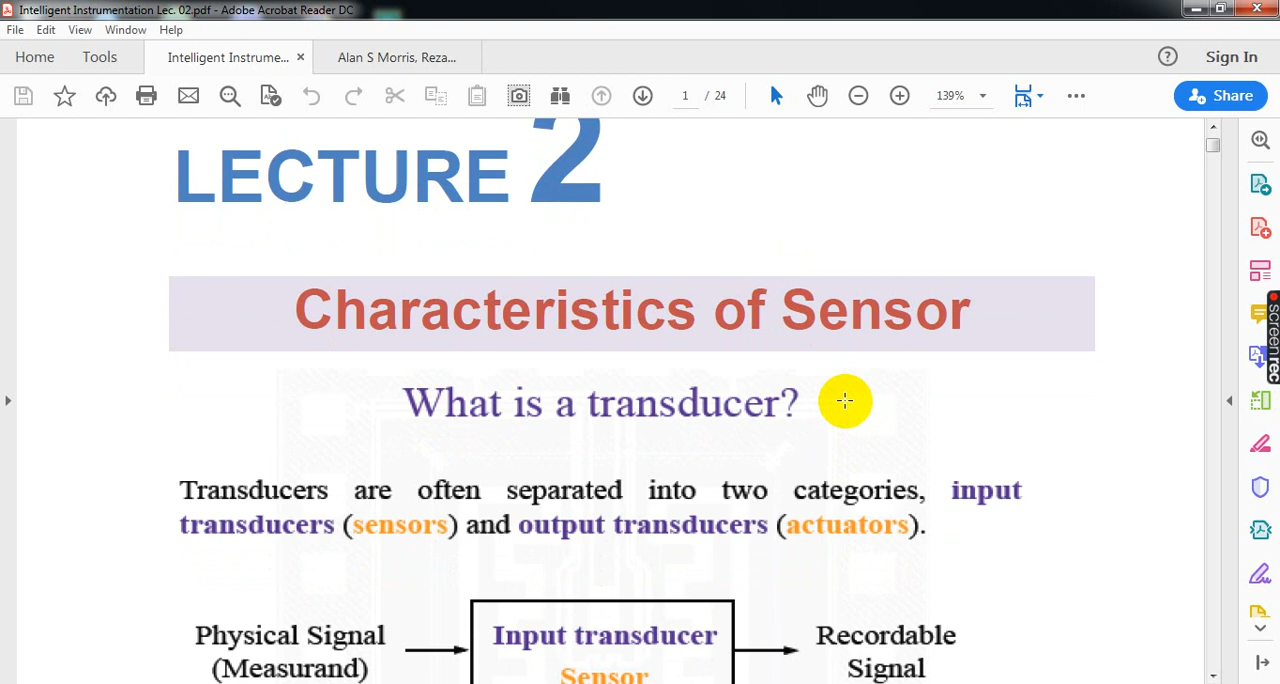 Intelligent Instrumentation Lec. 02.pdf - Adobe Acrobat Reader DC
File Edit View Window Help
Home Tools Intelligent Instrume... × Alan S Morris, Reza... ? Sign In
1 / 24 139% Share
LECTURE 2
Characteristics of Sensor
What is a transducer?
Transducers are often separated into two categories, input
transducers (sensors) and output transducers (actuators).
Physical Signal
(Measurand)
Input transducer
Sensor
Recordable
Signal
screenrec